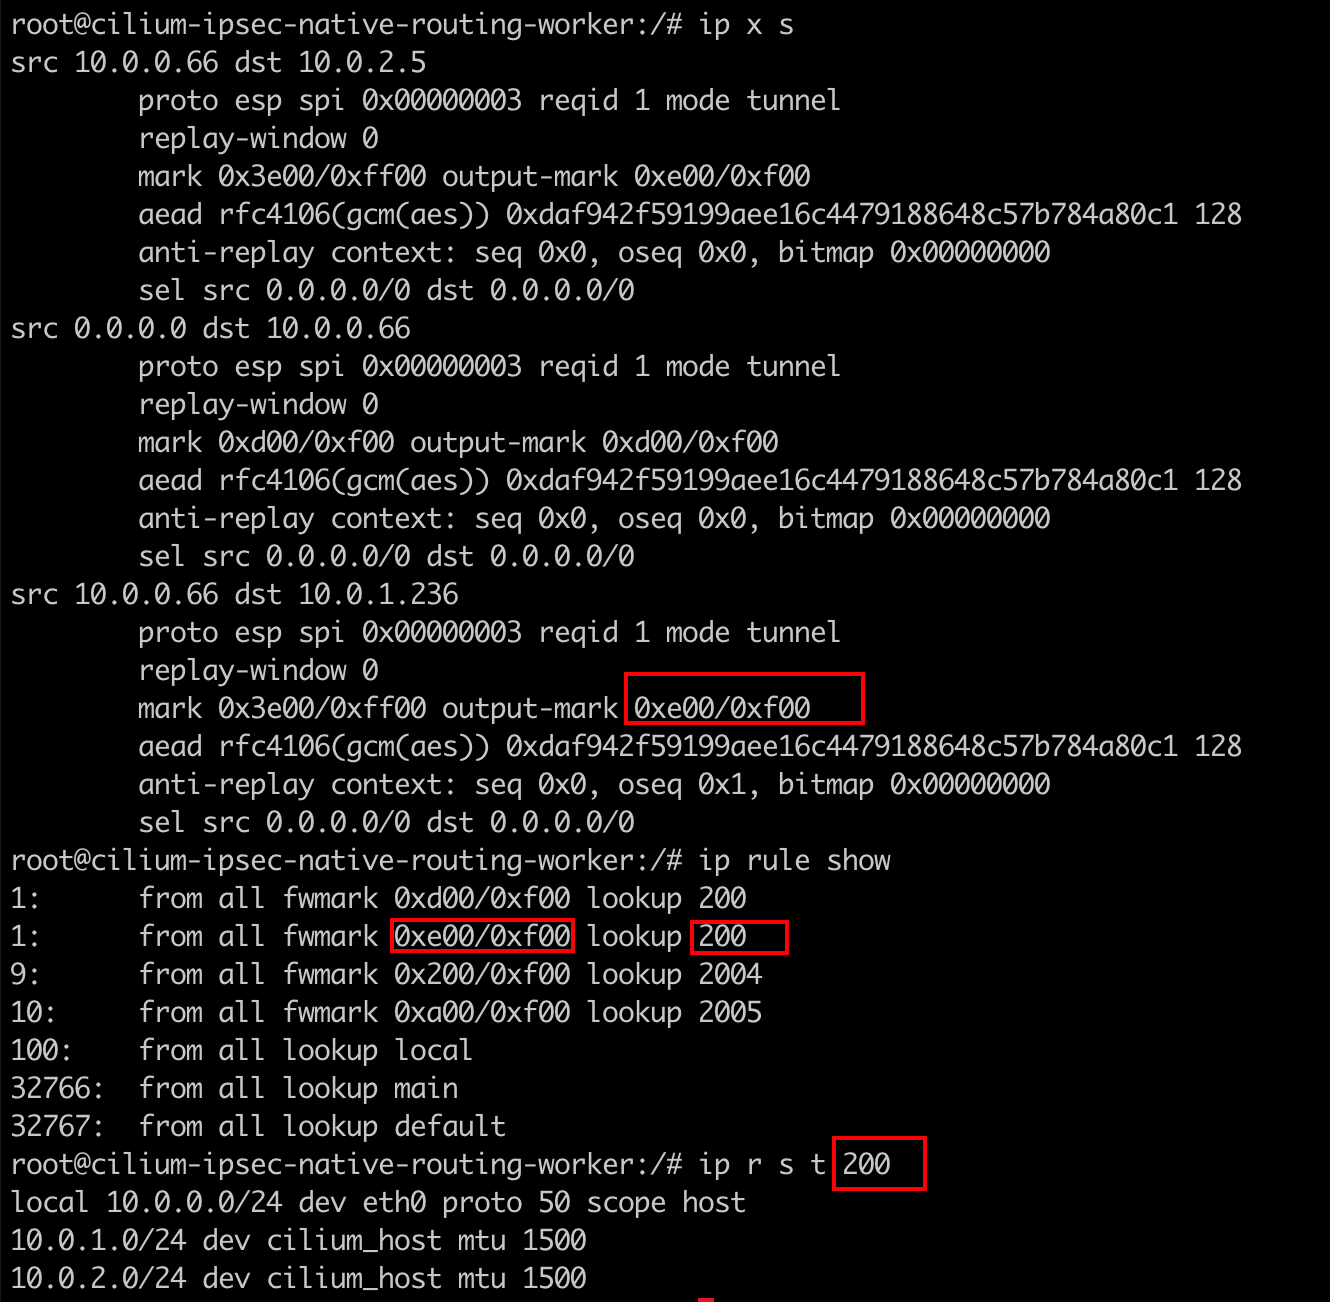 root@cilium-ipsec-native-routing-worker:/# ip x s
src 10.0.0.66 dst 10.0.2.5
        proto esp spi 0x00000003 reqid 1 mode tunnel
        replay-window 0
        mark 0x3e00/0xff00 output-mark 0xe00/0xf00
        aead rfc4106(gcm(aes)) 0xdaf942f59199aee16c4479188648c57b784a80c1 128
        anti-replay context: seq 0x0, oseq 0x0, bitmap 0x00000000
        sel src 0.0.0.0/0 dst 0.0.0.0/0
src 0.0.0.0 dst 10.0.0.66
        proto esp spi 0x00000003 reqid 1 mode tunnel
        replay-window 0
        mark 0xd00/0xf00 output-mark 0xd00/0xf00
        aead rfc4106(gcm(aes)) 0xdaf942f59199aee16c4479188648c57b784a80c1 128
        anti-replay context: seq 0x0, oseq 0x0, bitmap 0x00000000
        sel src 0.0.0.0/0 dst 0.0.0.0/0
src 10.0.0.66 dst 10.0.1.236
        proto esp spi 0x00000003 reqid 1 mode tunnel
        replay-window 0
        mark 0x3e00/0xff00 output-mark 0xe00/0xf00
        aead rfc4106(gcm(aes)) 0xdaf942f59199aee16c4479188648c57b784a80c1 128
        anti-replay context: seq 0x0, oseq 0x1, bitmap 0x00000000
        sel src 0.0.0.0/0 dst 0.0.0.0/0
root@cilium-ipsec-native-routing-worker:/# ip rule show
1:      from all fwmark 0xd00/0xf00 lookup 200
1:      from all fwmark 0xe00/0xf00 lookup 200
9:      from all fwmark 0x200/0xf00 lookup 2004
10:     from all fwmark 0xa00/0xf00 lookup 2005
100:    from all lookup local
32766:  from all lookup main
32767:  from all lookup default
root@cilium-ipsec-native-routing-worker:/# ip r s t 200
local 10.0.0.0/24 dev eth0 proto 50 scope host
10.0.1.0/24 dev cilium_host mtu 1500
10.0.2.0/24 dev cilium_host mtu 1500